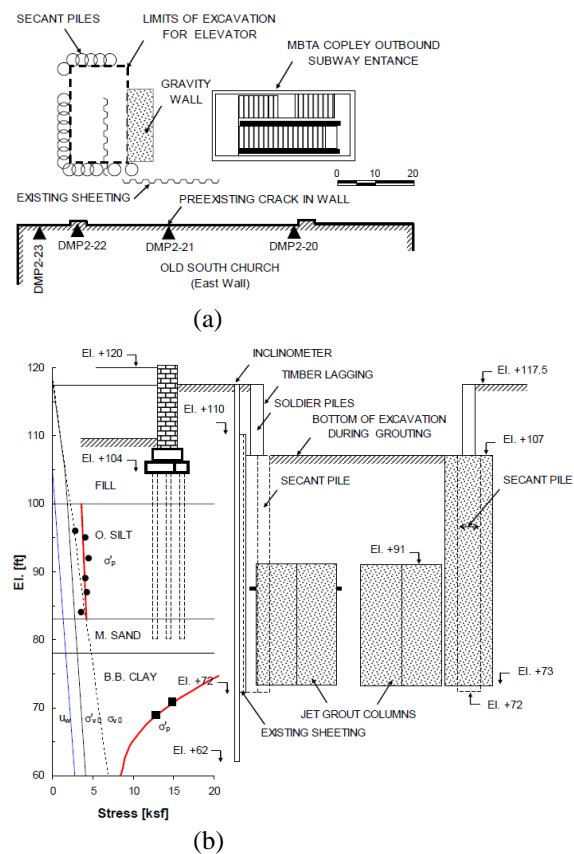 SECANT PILES
LIMITS OF EXCAVATION
FOR ELEVATOR
MBTA COPLEY OUTBOUND
SUBWAY ENTANCE
GRAVITY
WALL
0 10 20
EXISTING SHEETING
PREEXISTING CRACK IN WALL
DMP2-23
DMP2-22
DMP2-21
DMP2-20
OLD SOUTH CHURCH
(East Wall)
(a)
El. +120
INCLINOMETER
TIMBER LAGGING
El. +117.5
El. +110
SOLDIER PILES
BOTTOM OF EXCAVATION
DURING GROUTING
El. +107
El. +104
SECANT PILE
SECANT PILE
FILL
O. SILT
σ'p
El. +91
M. SAND
B.B. CLAY
El. +72
El. +73
El. +72
JET GROUT COLUMNS
EXISTING SHEETING
uw σ'v0 σv0
σ'p
El. +62
El. [ft]
120
110
100
90
80
70
60
0 5 10 15 20
Stress [ksf]
(b)